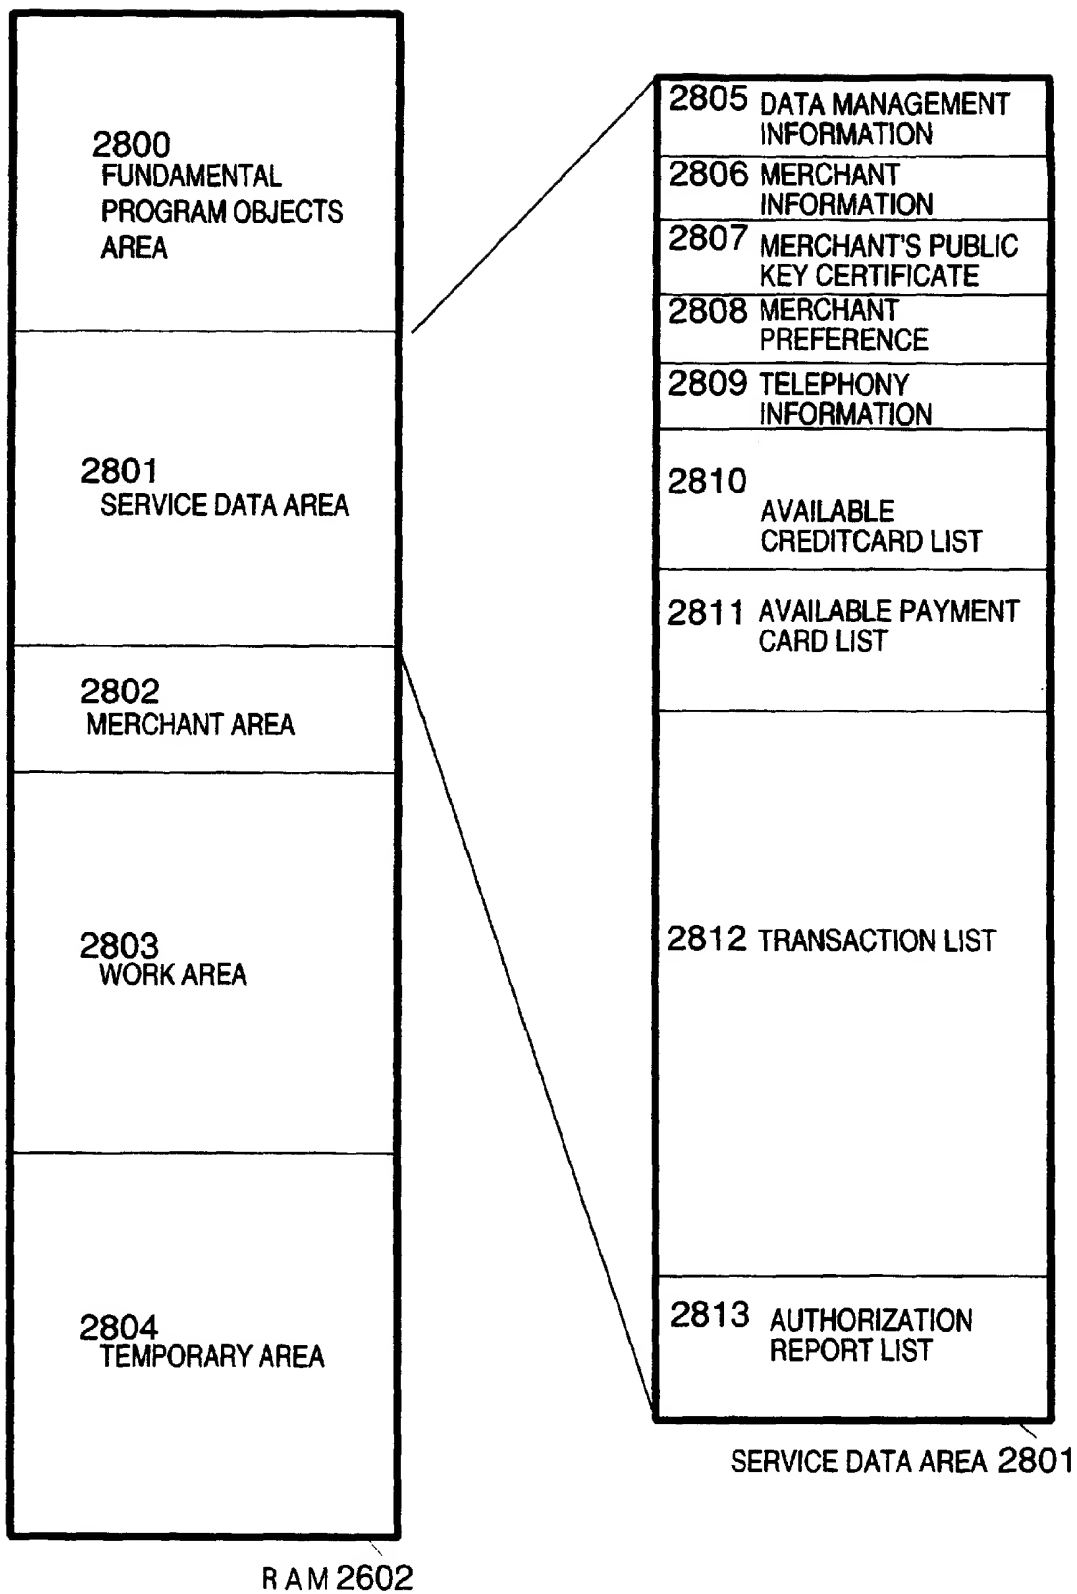 2800
FUNDAMENTAL
PROGRAM OBJECTS
AREA
2801
SERVICE DATA AREA
2802
MERCHANT AREA
2803
WORK AREA
2804
TEMPORARY AREA
RAM 2602
2805 DATA MANAGEMENT
INFORMATION
2806 MERCHANT
INFORMATION
2807 MERCHANT'S PUBLIC
KEY CERTIFICATE
2808 MERCHANT
PREFERENCE
2809 TELEPHONY
INFORMATION
2810
AVAILABLE
CREDITCARD LIST
2811 AVAILABLE PAYMENT
CARD LIST
2812 TRANSACTION LIST
2813 AUTHORIZATION
REPORT LIST
SERVICE DATA AREA 2801